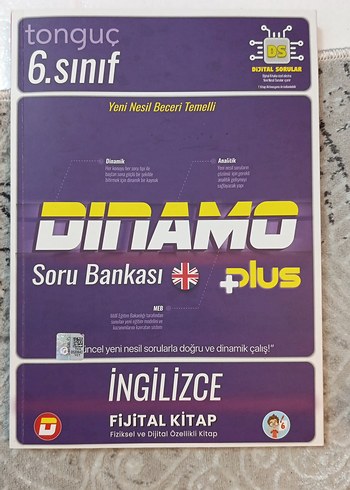 tonguç
6.sınıf
DS
DİJİTAL SORULAR
Yeni Nesil Beceri Temelli
Dinamik
Analitik
DINAMO
Soru Bankası
+plus
MEB
güncel yeni nesil sorularla doğru ve dinamik çalış!”
İNGİLİZCE
FİJİTAL KİTAP
Fiziksel ve Dijital Özellikli Kitap
D
6